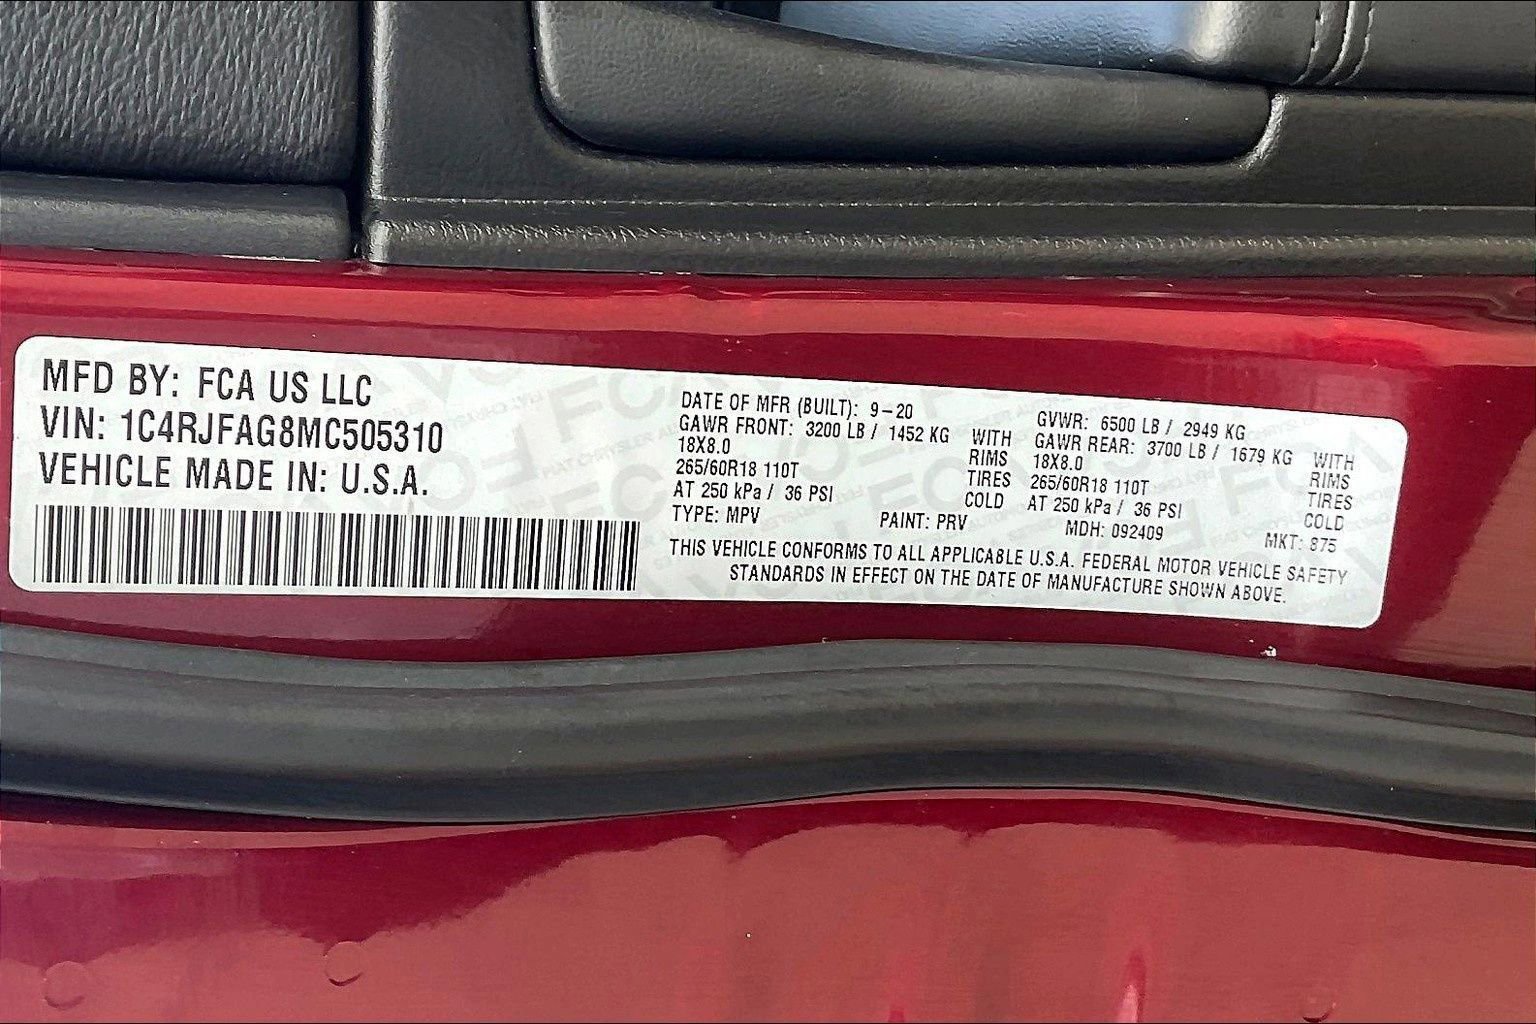 MFD BY: FCA US LLC
VIN: 1C4RJFAG8MC505310
VEHICLE MADE IN: U.S.A.
DATE OF MFR (BUILT): 9-20
GVWR: 6500 LB / 2949 KG
GAWR FRONT: 3200 LB / 1452 KG WITH
18X8.0 RIMS
265/60R18 110T TIRES
AT 250 kPa / 36 PSI COLD
GAWR REAR: 3700 LB / 1679 KG WITH
18X8.0 RIMS
265/60R18 110T TIRES
AT 250 kPa / 36 PSI COLD
TYPE: MPV PAINT: PRV MDH: 092409 MKT: 875
THIS VEHICLE CONFORMS TO ALL APPLICABLE U.S.A. FEDERAL MOTOR VEHICLE SAFETY
STANDARDS IN EFFECT ON THE DATE OF MANUFACTURE SHOWN ABOVE.